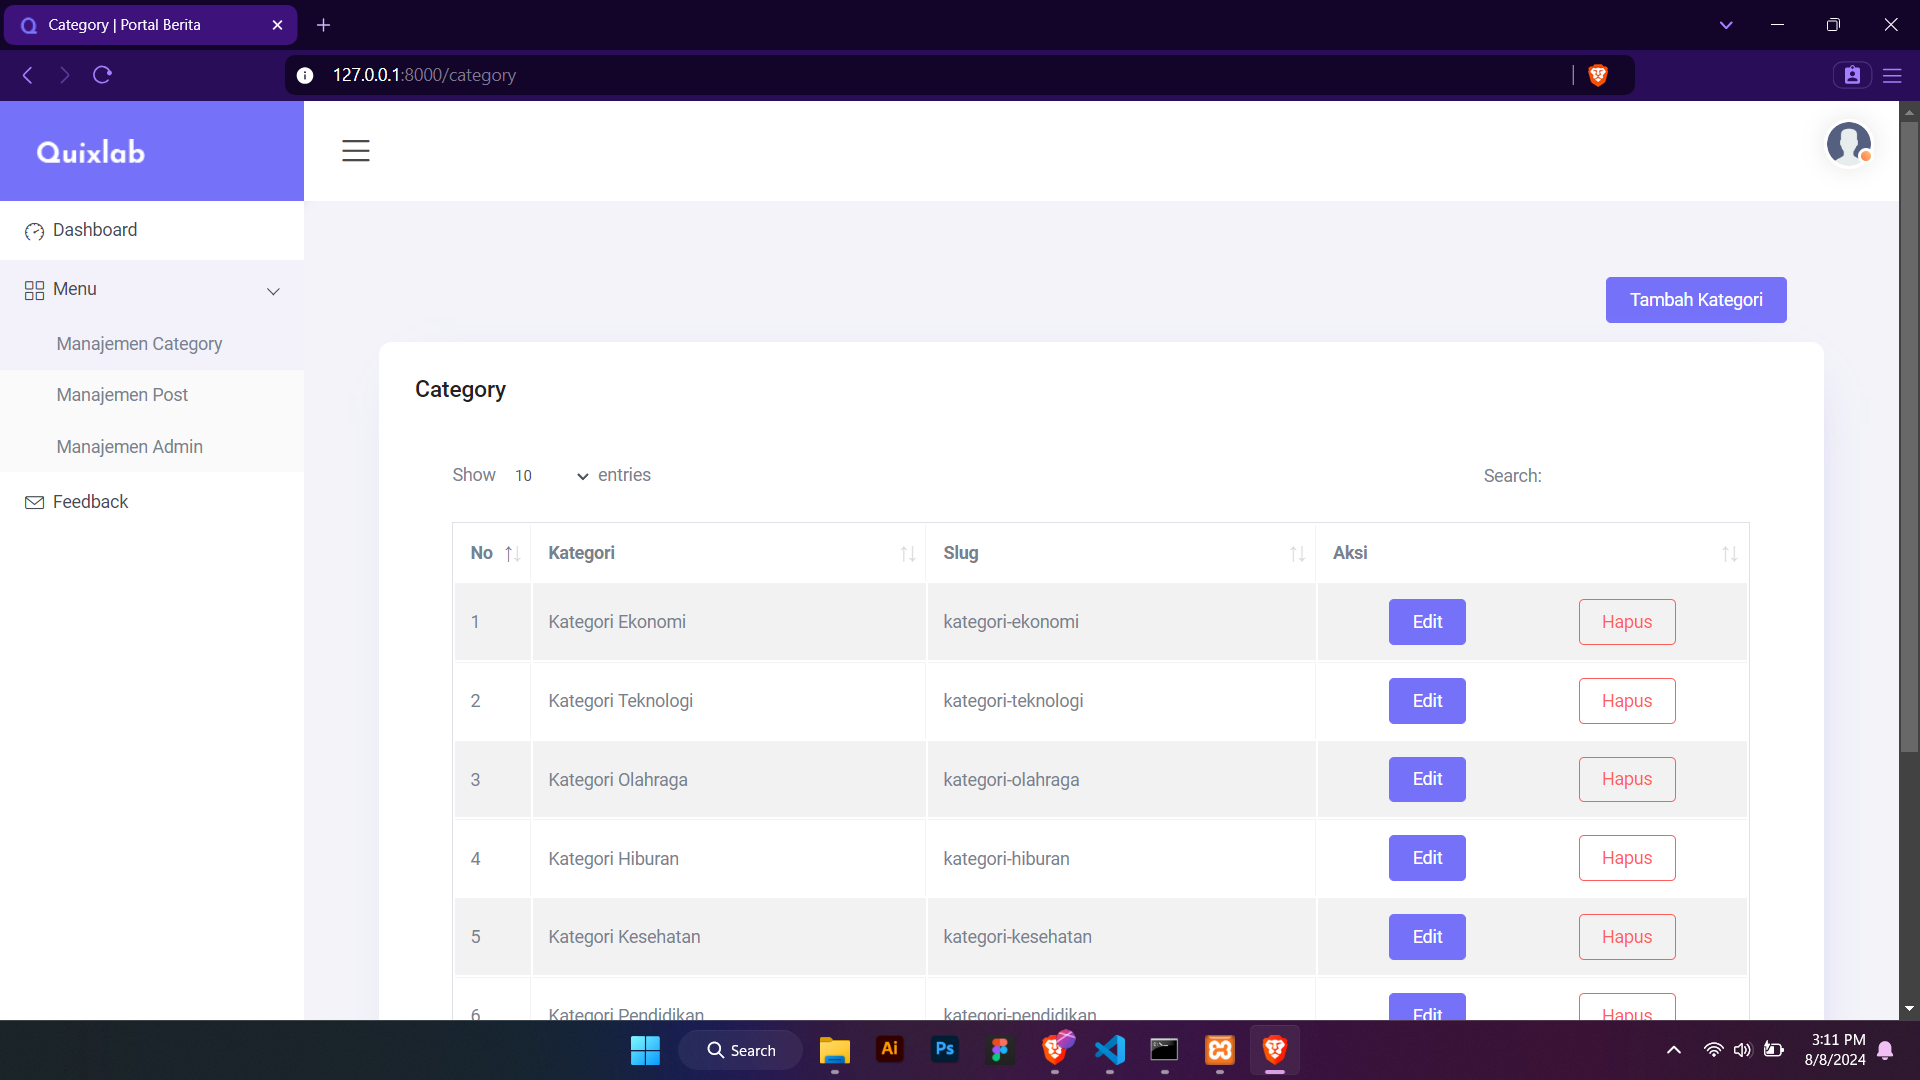 Category | Portal Berita
127.0.0.1:8000/category
Quixlab
Dashboard
Menu
Manajemen Category
Manajemen Post
Manajemen Admin
Feedback
Tambah Kategori
Category
Show 10 entries
Search:
No Kategori Slug Aksi
1 Kategori Ekonomi kategori-ekonomi Edit Hapus
2 Kategori Teknologi kategori-teknologi Edit Hapus
3 Kategori Olahraga kategori-olahraga Edit Hapus
4 Kategori Hiburan kategori-hiburan Edit Hapus
5 Kategori Kesehatan kategori-kesehatan Edit Hapus
6 Kategori Pendidikan kategori-pendidikan Edit Hapus
Search
Ai
Ps
3:11 PM
8/8/2024